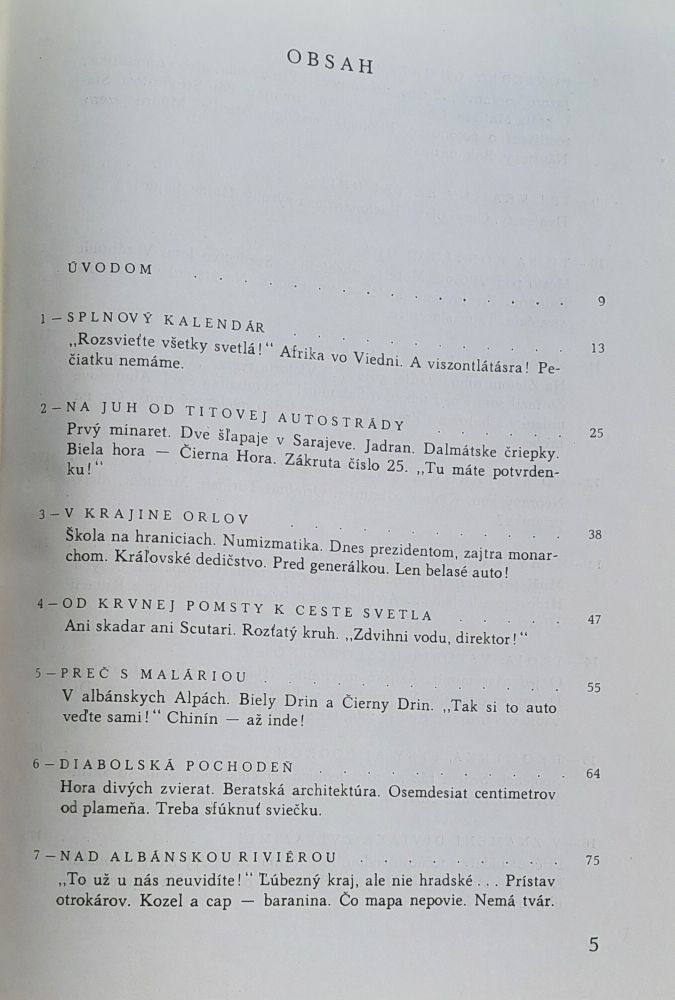 OBSAH
ÚVODOM . . . . . . . . . . . . . . . . 9
1 – SPLNOVÝ KALENDÁR . . . . . . . . . . . . 13
„Rozsvieťte všetky svetlá!“ Afrika vo Viedni. A viszontlátásra! Pe-
čiatku nemáme.
2 – NA JUH OD TITOVEJ AUTOSTRÁDY . . . . . . 25
Prvý minaret. Dve šľapaje v Sarajeve. Jadran. Dalmátske čriepky.
Biela hora — Čierna Hora. Zákruta číslo 25. „Tu máte potvrden-
ku!“
3 – V KRAJINE ORLOV . . . . . . . . . . . . 38
Škola na hraniciach. Numizmatika. Dnes prezidentom, zajtra monar-
chom. Kráľovské dedičstvo. Pred generálkou. Len belasé auto!
4 – OD KRVNEJ POMSTY K CESTE SVETLA . . . . . 47
Ani skadar ani Scutari. Rozťatý kruh. „Zdvihni vodu, direktor!“
5 – PREČ S MALÁRIOU . . . . . . . . . . . . . 55
V albánskych Alpách. Biely Drin a Čierny Drin. „Tak si to auto
veďte sami!“ Chinín — až inde!
6 – DIABOLSKÁ POCHODEŇ . . . . . . . . . . 64
Hora divých zvierat. Beratská architektúra. Osemdesiat centimetrov
od plameňa. Treba sfúknuť sviečku.
7 – NAD ALBÁNSKOU RIVIÉROU . . . . . . . . 75
„To už u nás neuvidíte!“ Ľúbezný kraj, ale nie hradské . . . Prístav
otrokárov. Kozel a cap — baranina. Čo mapa nepovie. Nemá tvár.
5